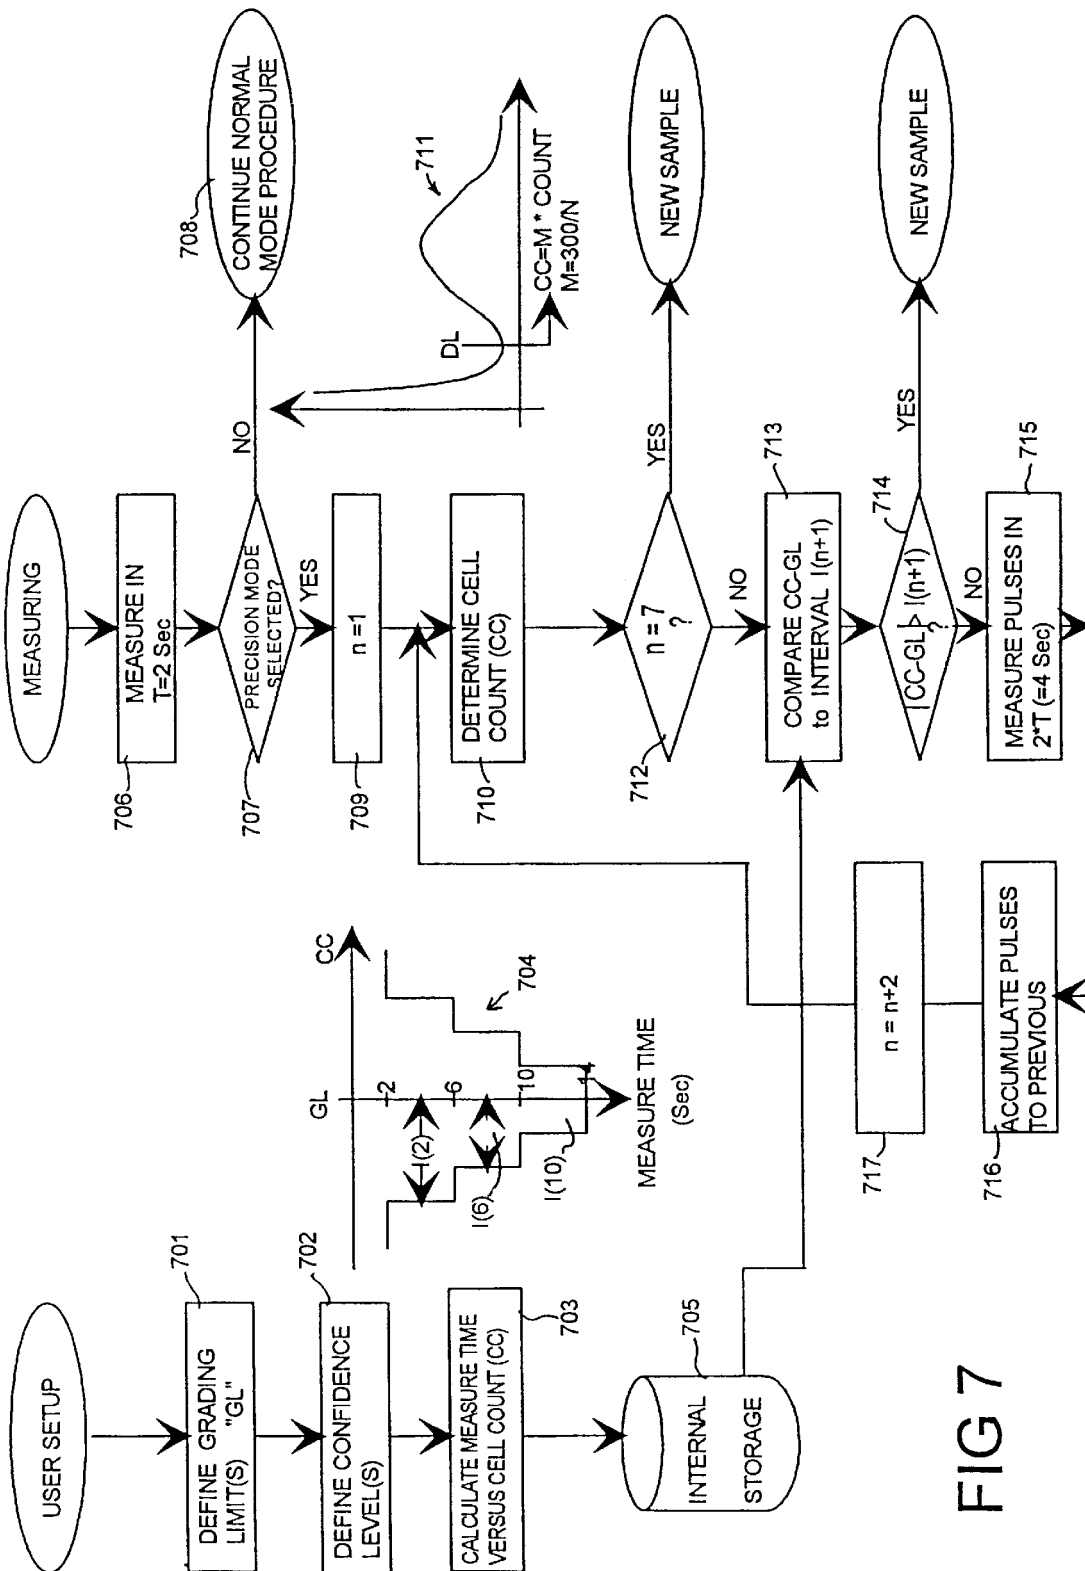 USER SETUP
701
DEFINE GRADING
LIMIT(S) "GL"
702
DEFINE CONFIDENCE
LEVEL(S)
CALCULATE MEASURE TIME
VERSUS CELL COUNT (CC)
703
INTERNAL
STORAGE
705
GL
CC
2
6
10
14
I(2)
I(6)
I(10)
704
MEASURE TIME
(Sec)
MEASURING
MEASURE IN
T=2 Sec
706
PRECISION MODE
SELECTED?
707
NO
CONTINUE NORMAL
MODE PROCEDURE
708
YES
n =1
709
DETERMINE CELL
COUNT (CC)
710
DL
711
CC=M * COUNT
M=300/N
n = 7
?
712
YES
NEW SAMPLE
NO
COMPARE CC-GL
to INTERVAL I(n+1)
713
|CC-GL|> I(n+1)
?
714
YES
NEW SAMPLE
NO
MEASURE PULSES IN
2*T (=4 Sec)
715
ACCUMULATE PULSES
TO PREVIOUS
716
n = n+2
717
FIG 7